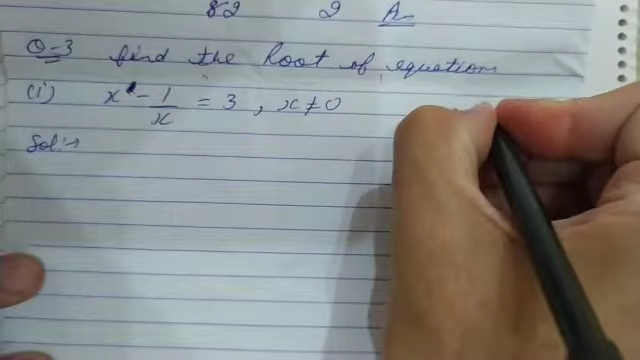 82 2 A
Q-3 find the Root of equation
(i) x - 1/x = 3, x ≠ 0
Sol:→